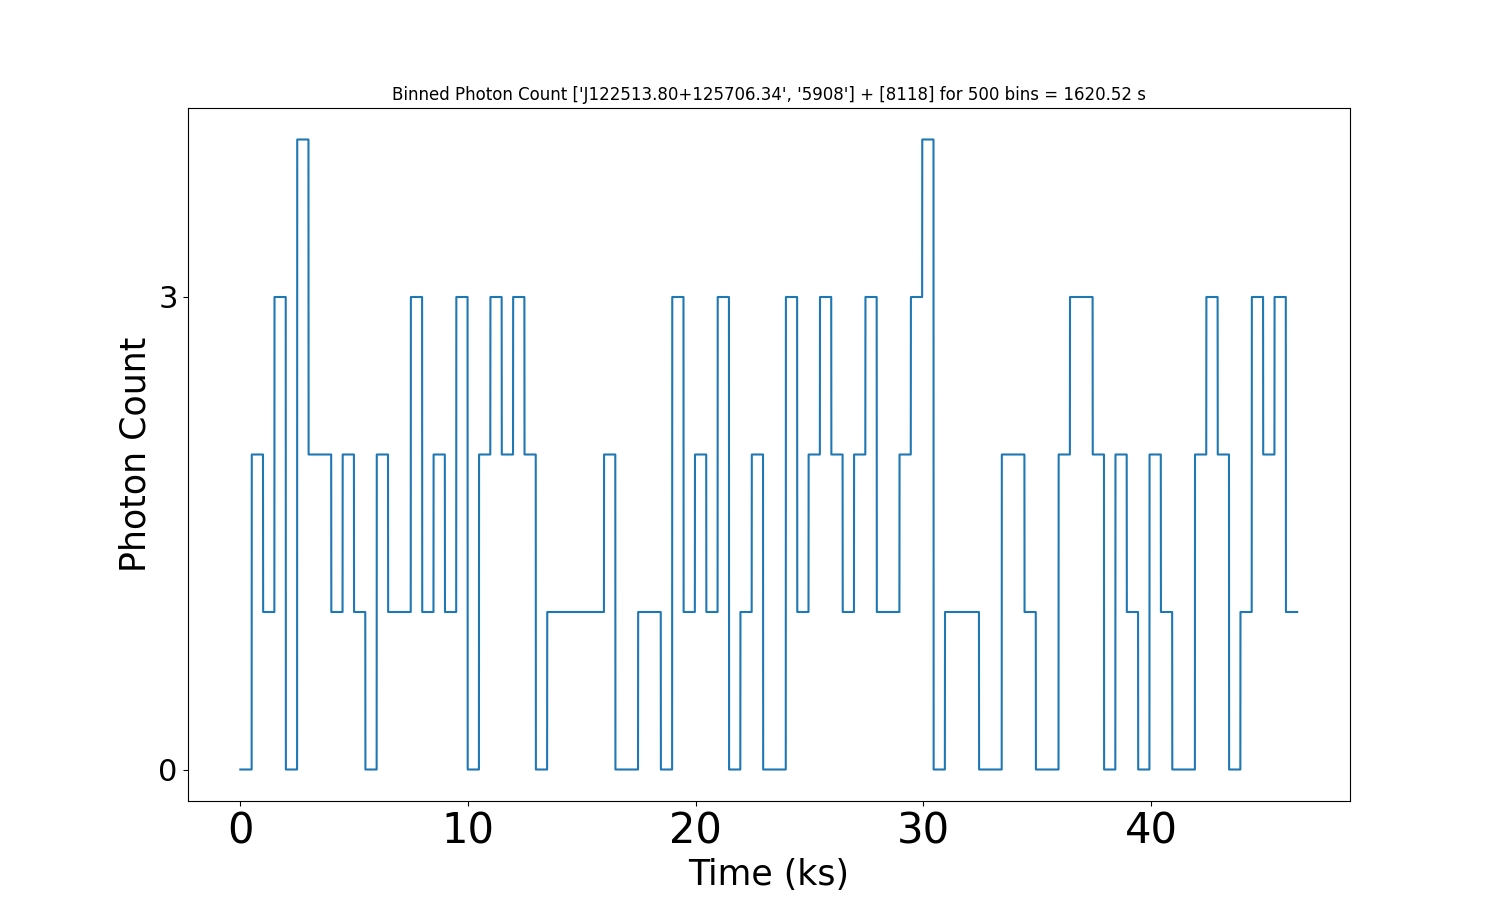 Binned Photon Count ['J122513.80+125706.34', '5908'] + [8118] for 500 bins = 1620.52 s
Photon Count
3
0
0 10 20 30 40
Time (ks)